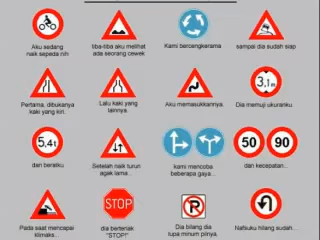 Aku sedang
naik sepeda nih
tiba-tiba aku melihat
ada seorang cewek
Kami bercengkerama
sampai dia sudah siap
3,1m
Pertama, dibukanya
kaki yang kiri..
Lalu kaki yang
lainnya.
Aku memasukkannya.
Dia memuji ukuranku
5,4t
50
90
dan beratku
Setelah naik turun
agak lama..
kami mencoba
beberapa gaya...
dan kecepatan..
STOP
P
Pada saat mencapai
klimaks..
dia berteriak
"STOP!"
Dia bilang dia
lupa minum pilnya.
Nafsuku hilang sudah...